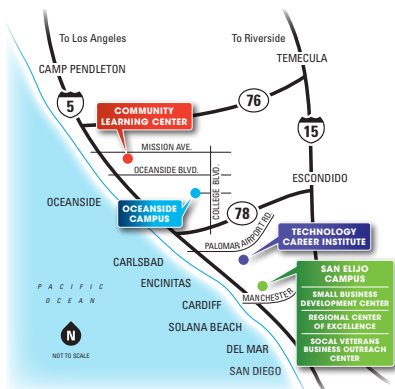 To Los Angeles
To Riverside
TEMECULA
CAMP PENDLETON
5
76
COMMUNITY
LEARNING CENTER
15
MISSION AVE.
OCEANSIDE BLVD.
COLLEGE BLVD.
ESCONDIDO
OCEANSIDE
OCEANSIDE
CAMPUS
78
PALOMAR AIRPORT RD.
TECHNOLOGY
CAREER INSTITUTE
CARLSBAD
SAN ELIJO
CAMPUS
ENCINITAS
PACIFIC
OCEAN
MANCHESTER
SMALL BUSINESS
DEVELOPMENT CENTER
CARDIFF
REGIONAL CENTER
OF EXCELLENCE
SOLANA BEACH
N
SOCAL VETERANS
BUSINESS OUTREACH
CENTER
DEL MAR
NOT TO SCALE
SAN DIEGO